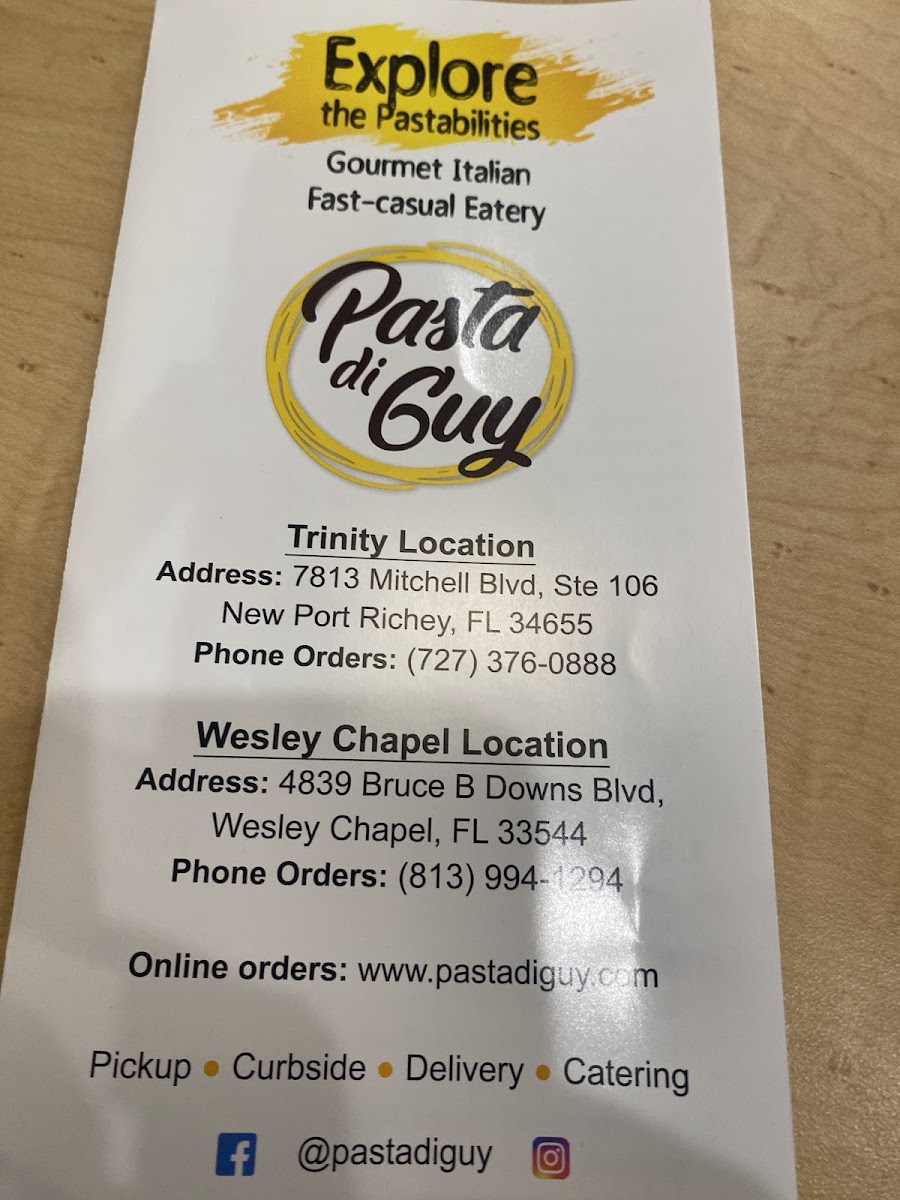 Explore
the Pastabilities
Gourmet Italian
Fast-casual Eatery
Pasta
di
Guy
Trinity Location
Address: 7813 Mitchell Blvd, Ste 106
New Port Richey, FL 34655
Phone Orders: (727) 376-0888
Wesley Chapel Location
Address: 4839 Bruce B Downs Blvd,
Wesley Chapel, FL 33544
Phone Orders: (813) 994-1294
Online orders: www.pastadiguy.com
Pickup • Curbside • Delivery • Catering
@pastadiguy